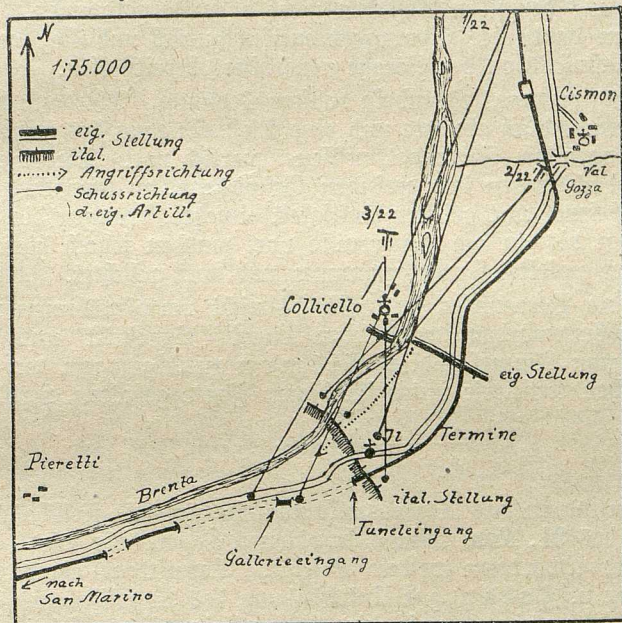 N
1:75.000
eig. Stellung
ital.
Angriffsrichtung
Schussrichtung
d. eig. Artill.
1/22
Cismon
2/22
Val
Gozza
3/22
Collicello
eig. Stellung
Termine
Pieretti
Brenta
ital. Stellung
Tuneleingang
Gallerieeingang
nach
San Marino